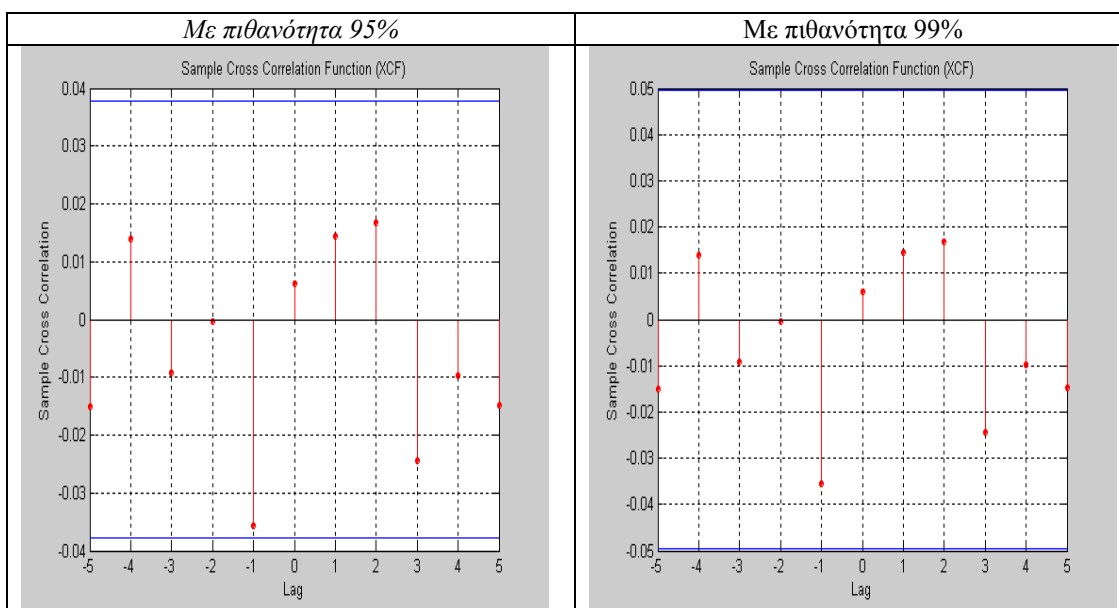 Με πιθανότητα 95%
Με πιθανότητα 99%
Sample Cross Correlation Function (XCF)
0.04
0.03
0.02
0.01
0
-0.01
-0.02
-0.03
-0.04
Sample Cross Correlation
-5 -4 -3 -2 -1 0 1 2 3 4 5
Lag
Sample Cross Correlation Function (XCF)
0.05
0.04
0.03
0.02
0.01
0
-0.01
-0.02
-0.03
-0.04
-0.05
Sample Cross Correlation
-5 -4 -3 -2 -1 0 1 2 3 4 5
Lag